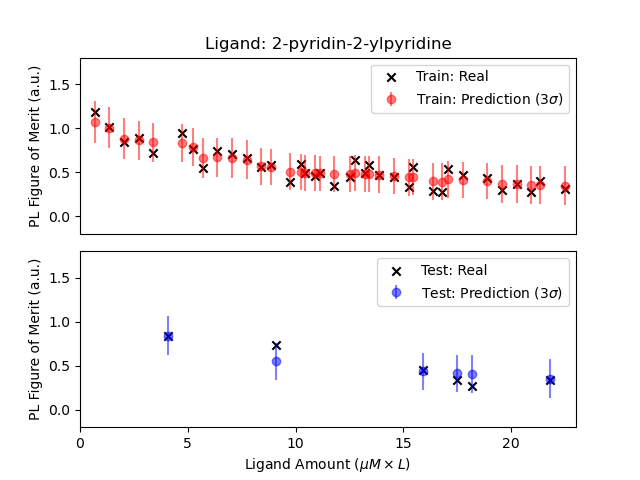 Ligand: 2-pyridin-2-ylpyridine
PL Figure of Merit (a.u.)
1.5
1.0
0.5
0.0
Train: Real
Train: Prediction (3σ)
PL Figure of Merit (a.u.)
1.5
1.0
0.5
0.0
Test: Real
Test: Prediction (3σ)
0 5 10 15 20
Ligand Amount (μM × L)